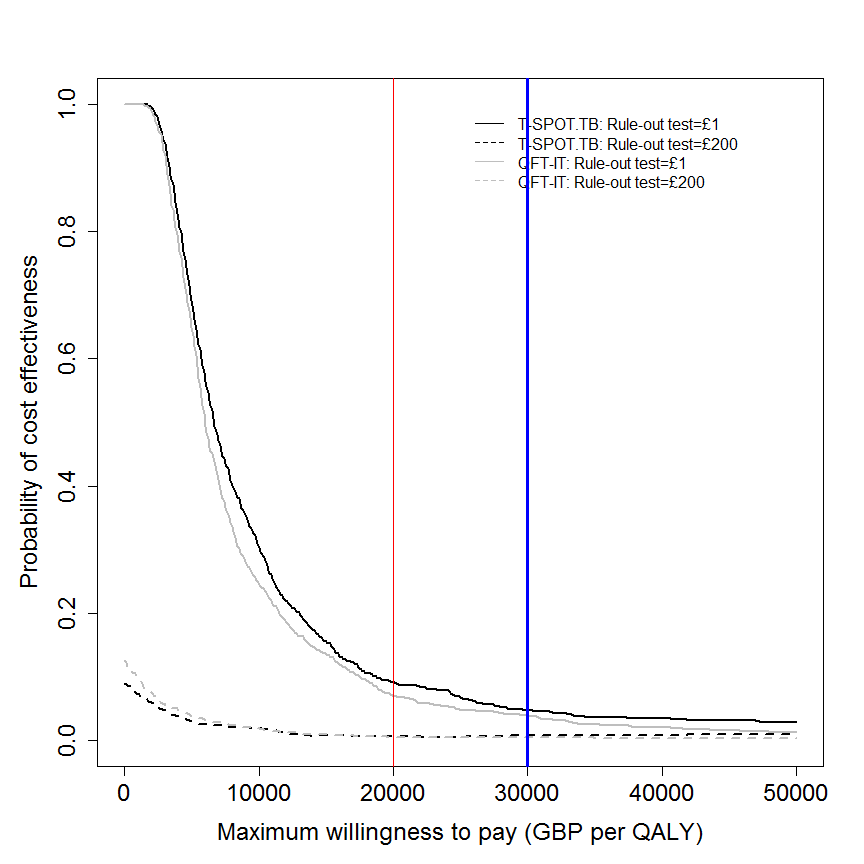 T-SPOT.TB: Rule-out test=£1
T-SPOT.TB: Rule-out test=£200
QFT-IT: Rule-out test=£1
QFT-IT: Rule-out test=£200
Probability of cost effectiveness
1.0
0.8
0.6
0.4
0.2
0.0
0 10000 20000 30000 40000 50000
Maximum willingness to pay (GBP per QALY)